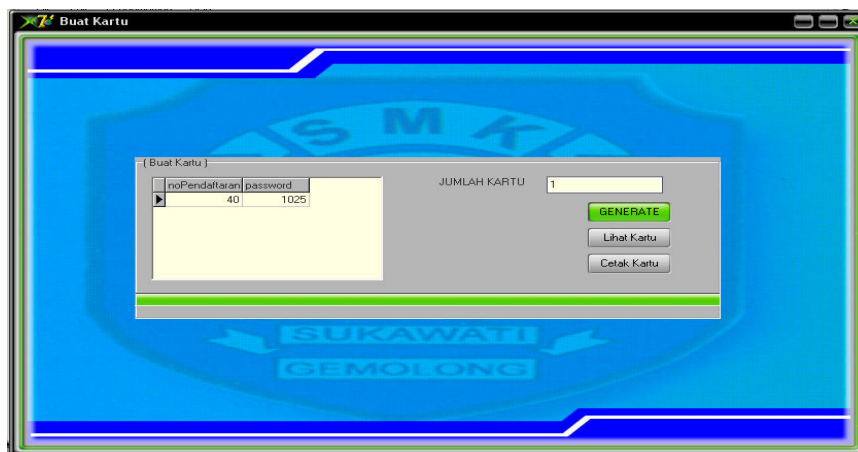 Buat Kartu
SMK
[ Buat Kartu ]
noPendaftaran password
40 1025
JUMLAH KARTU 1
GENERATE
Lihat Kartu
Cetak Kartu
SUKAWATI
GEMOLONG